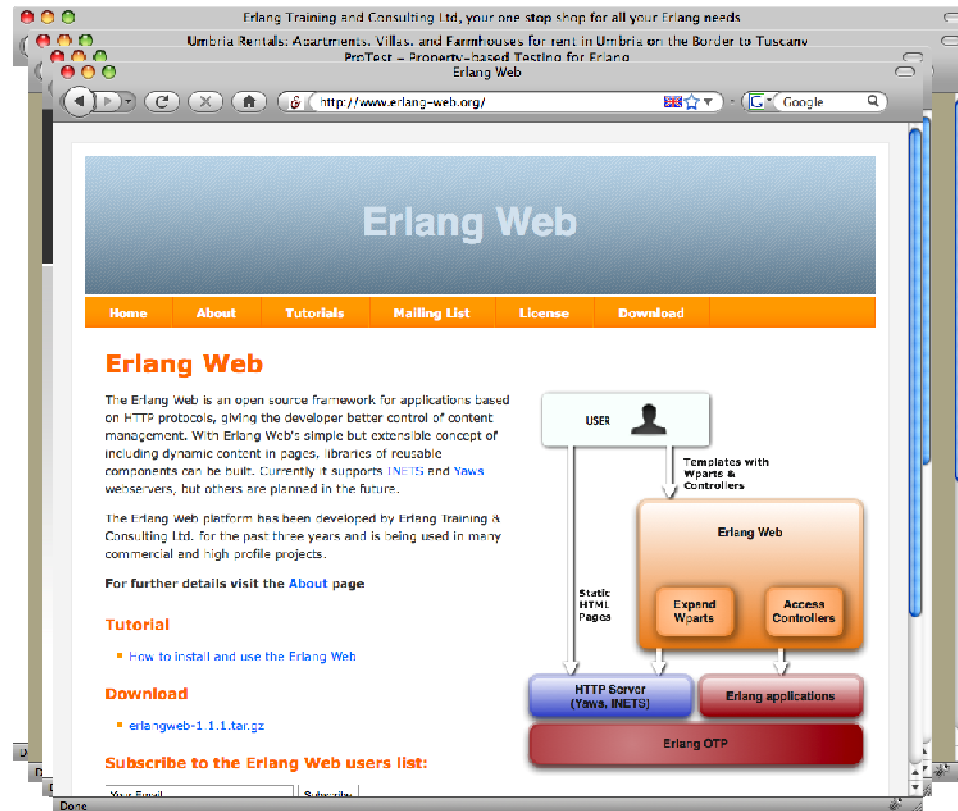 Erlang Training and Consulting Ltd, your one stop shop for all your Erlang needs
Umbria Rentals: Apartments, Villas, and Farmhouses for rent in Umbria on the Border to Tuscany
ProTest – Property-based Testing for Erlang
Erlang Web
http://www.erlang-web.org/
Google
Erlang Web
Home About Tutorials Mailing List License Download
Erlang Web
The Erlang Web is an open source framework for applications based
on HTTP protocols, giving the developer better control of content
management. With Erlang Web's simple but extensible concept of
including dynamic content in pages, libraries of reusable
components can be built. Currently it supports INETS and Yaws
webservers, but others are planned in the future.
The Erlang Web platform has been developed by Erlang Training &
Consulting Ltd. for the past three years and is being used in many
commercial and high profile projects.
For further details visit the About page
Tutorial
How to install and use the Erlang Web
Download
erlangweb-1.1.1.tar.gz
Subscribe to the Erlang Web users list:
Your Email
Subscribe
USER
Templates with
Wparts &
Controllers
Erlang Web
Static
HTML
Pages
Expand
Wparts
Access
Controllers
HTTP Server
(Yaws, INETS)
Erlang applications
Erlang OTP
D
D
Done